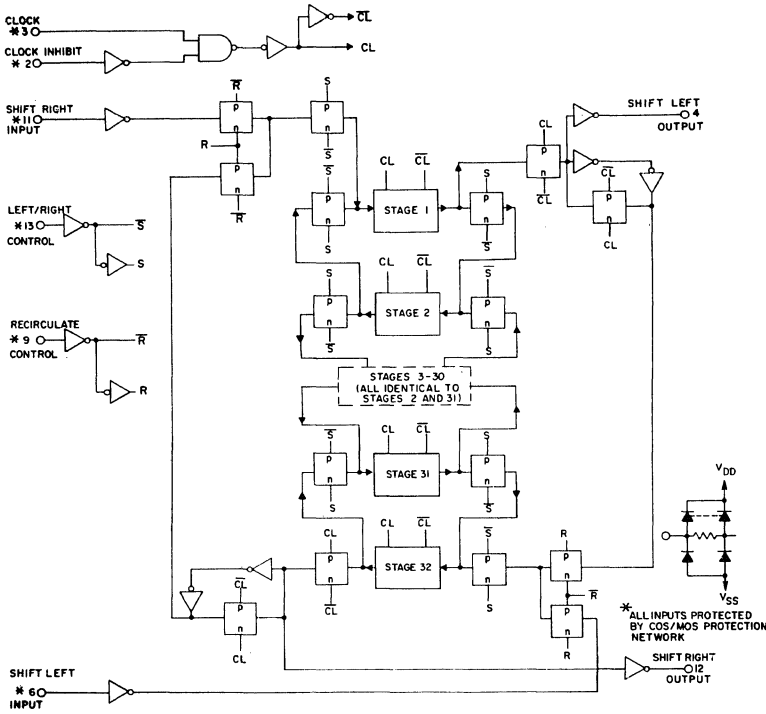 CLOCK
*3
CL
CL
CLOCK INHIBIT
*2
SHIFT RIGHT
*11
INPUT
R
p
n
R
p
n
R
S
p
n
S
S
p
n
S
CL
CL
STAGE 1
S
p
n
S
CL
p
n
CL
SHIFT LEFT
4
OUTPUT
CL
p
n
CL
LEFT/RIGHT
*13
CONTROL
S
S
S
p
n
S
CL
CL
STAGE 2
S
p
n
S
RECIRCULATE
*9
CONTROL
R
R
STAGES 3-30
(ALL IDENTICAL TO
STAGES 2 AND 31)
S
p
n
S
CL
CL
STAGE 31
S
p
n
S
CL
p
n
CL
CL
CL
STAGE 32
S
p
n
S
R
p
n
R
p
n
R
CL
p
n
CL
VDD
VSS
*ALL INPUTS PROTECTED
BY COS/MOS PROTECTION
NETWORK
SHIFT RIGHT
12
OUTPUT
SHIFT LEFT
*6
INPUT